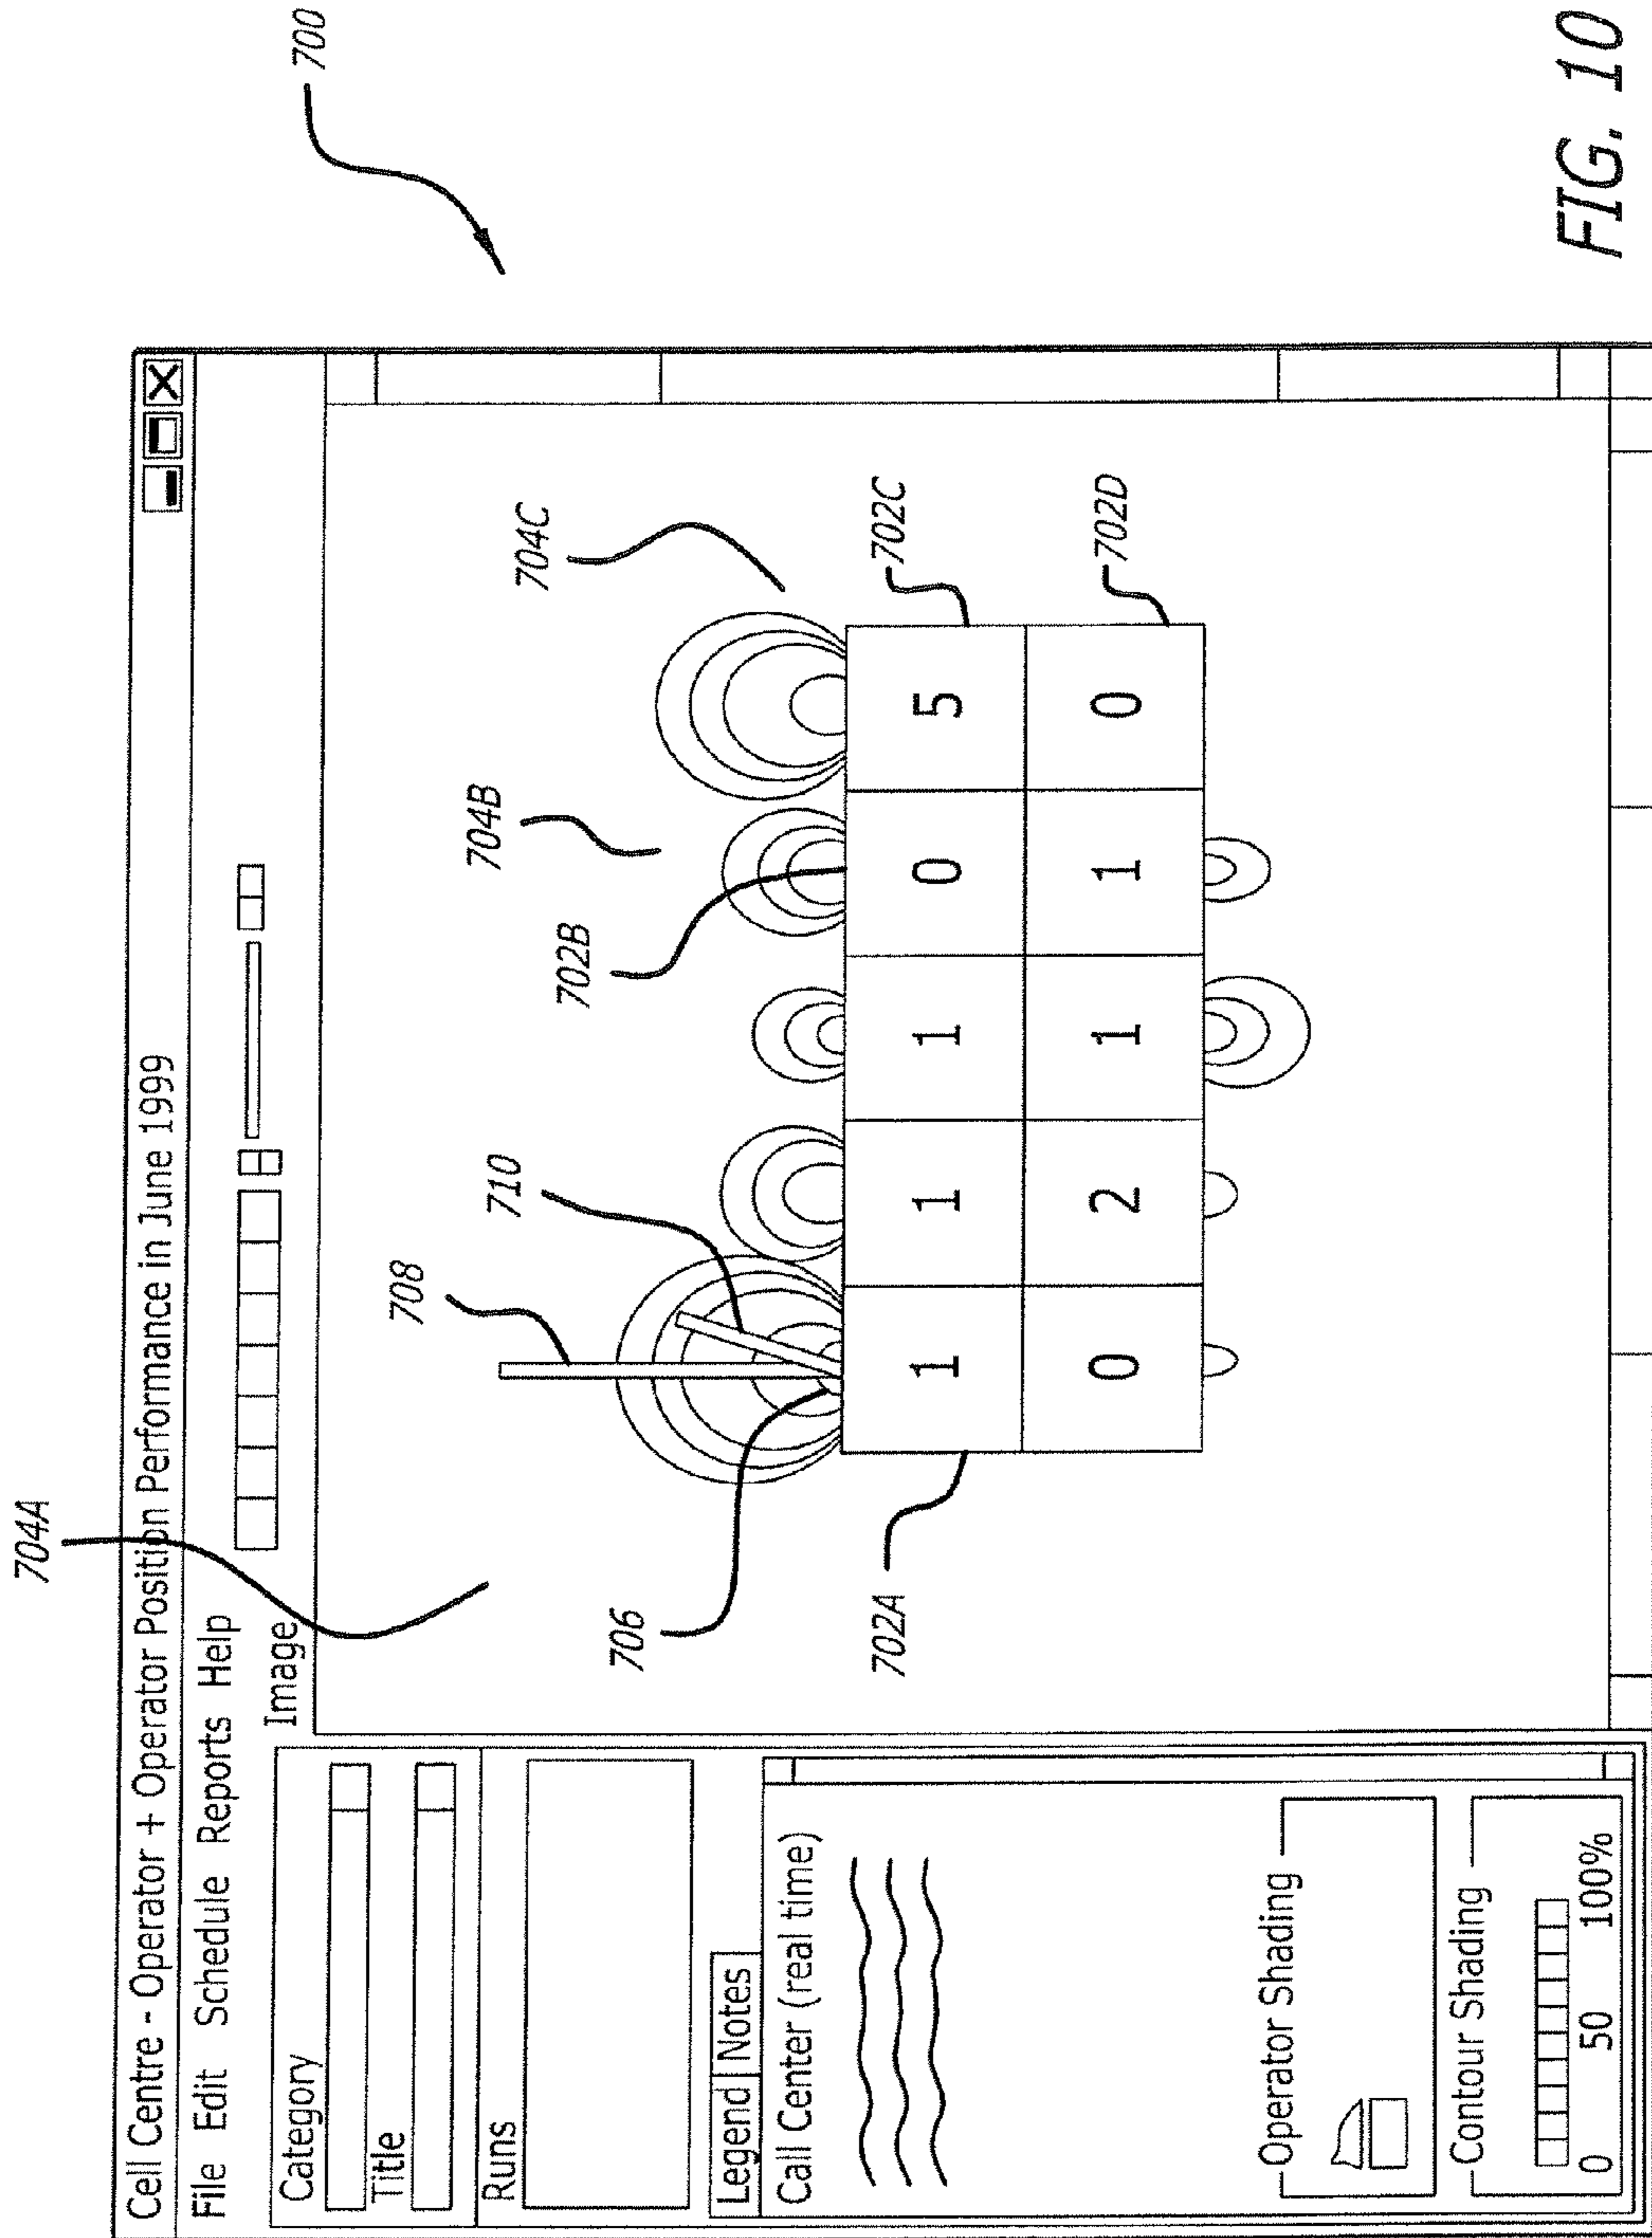 704A
700
Cell Centre - Operator + Operator Position Performance in June 1999
File Edit Schedule Reports Help
Image
Category
Title
Runs
Legend Notes
Call Center (real time)
Operator Shading
Contour Shading
0 50 100%
708
710
704B
704C
706
702B
702A
702C
702D
1 1 1 0 5
0 2 1 1 0
FIG. 10